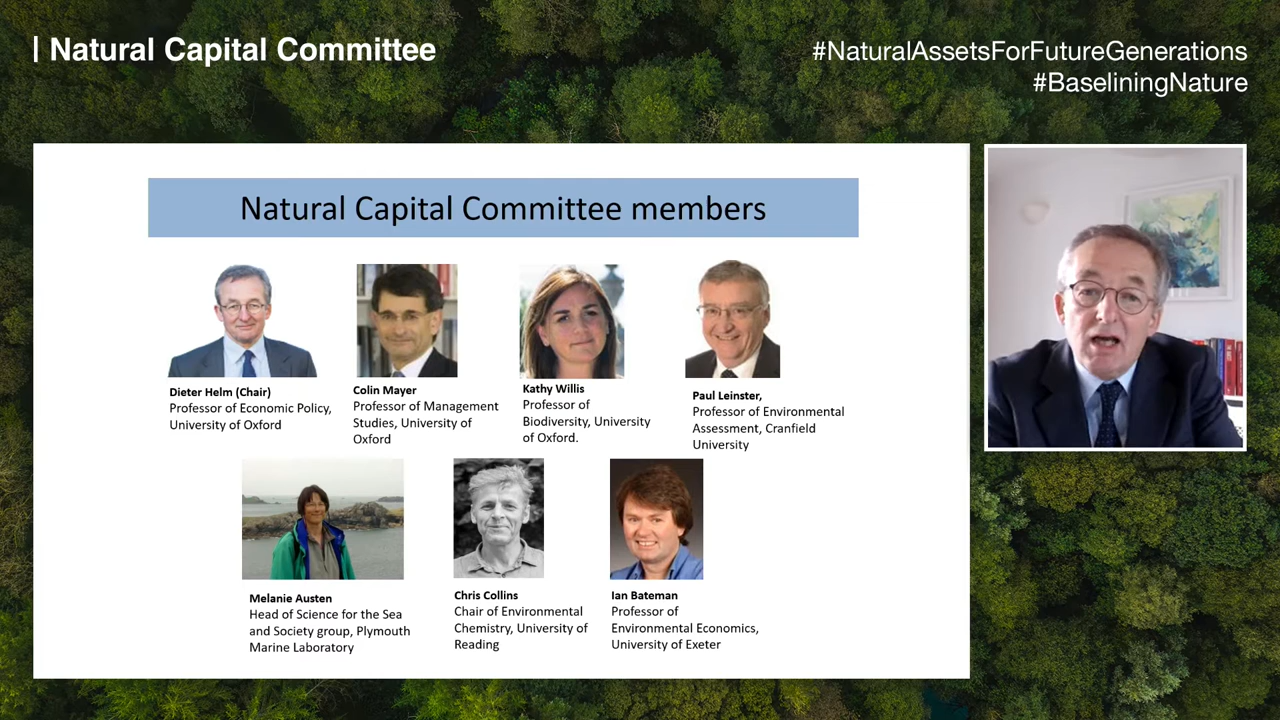 | Natural Capital Committee
#NaturalAssetsForFutureGenerations
#BaseliningNature
Natural Capital Committee members
Dieter Helm (Chair)
Professor of Economic Policy,
University of Oxford
Colin Mayer
Professor of Management
Studies, University of
Oxford
Kathy Willis
Professor of
Biodiversity, University
of Oxford.
Paul Leinster,
Professor of Environmental
Assessment, Cranfield
University
Melanie Austen
Head of Science for the Sea
and Society group, Plymouth
Marine Laboratory
Chris Collins
Chair of Environmental
Chemistry, University of
Reading
Ian Bateman
Professor of
Environmental Economics,
University of Exeter